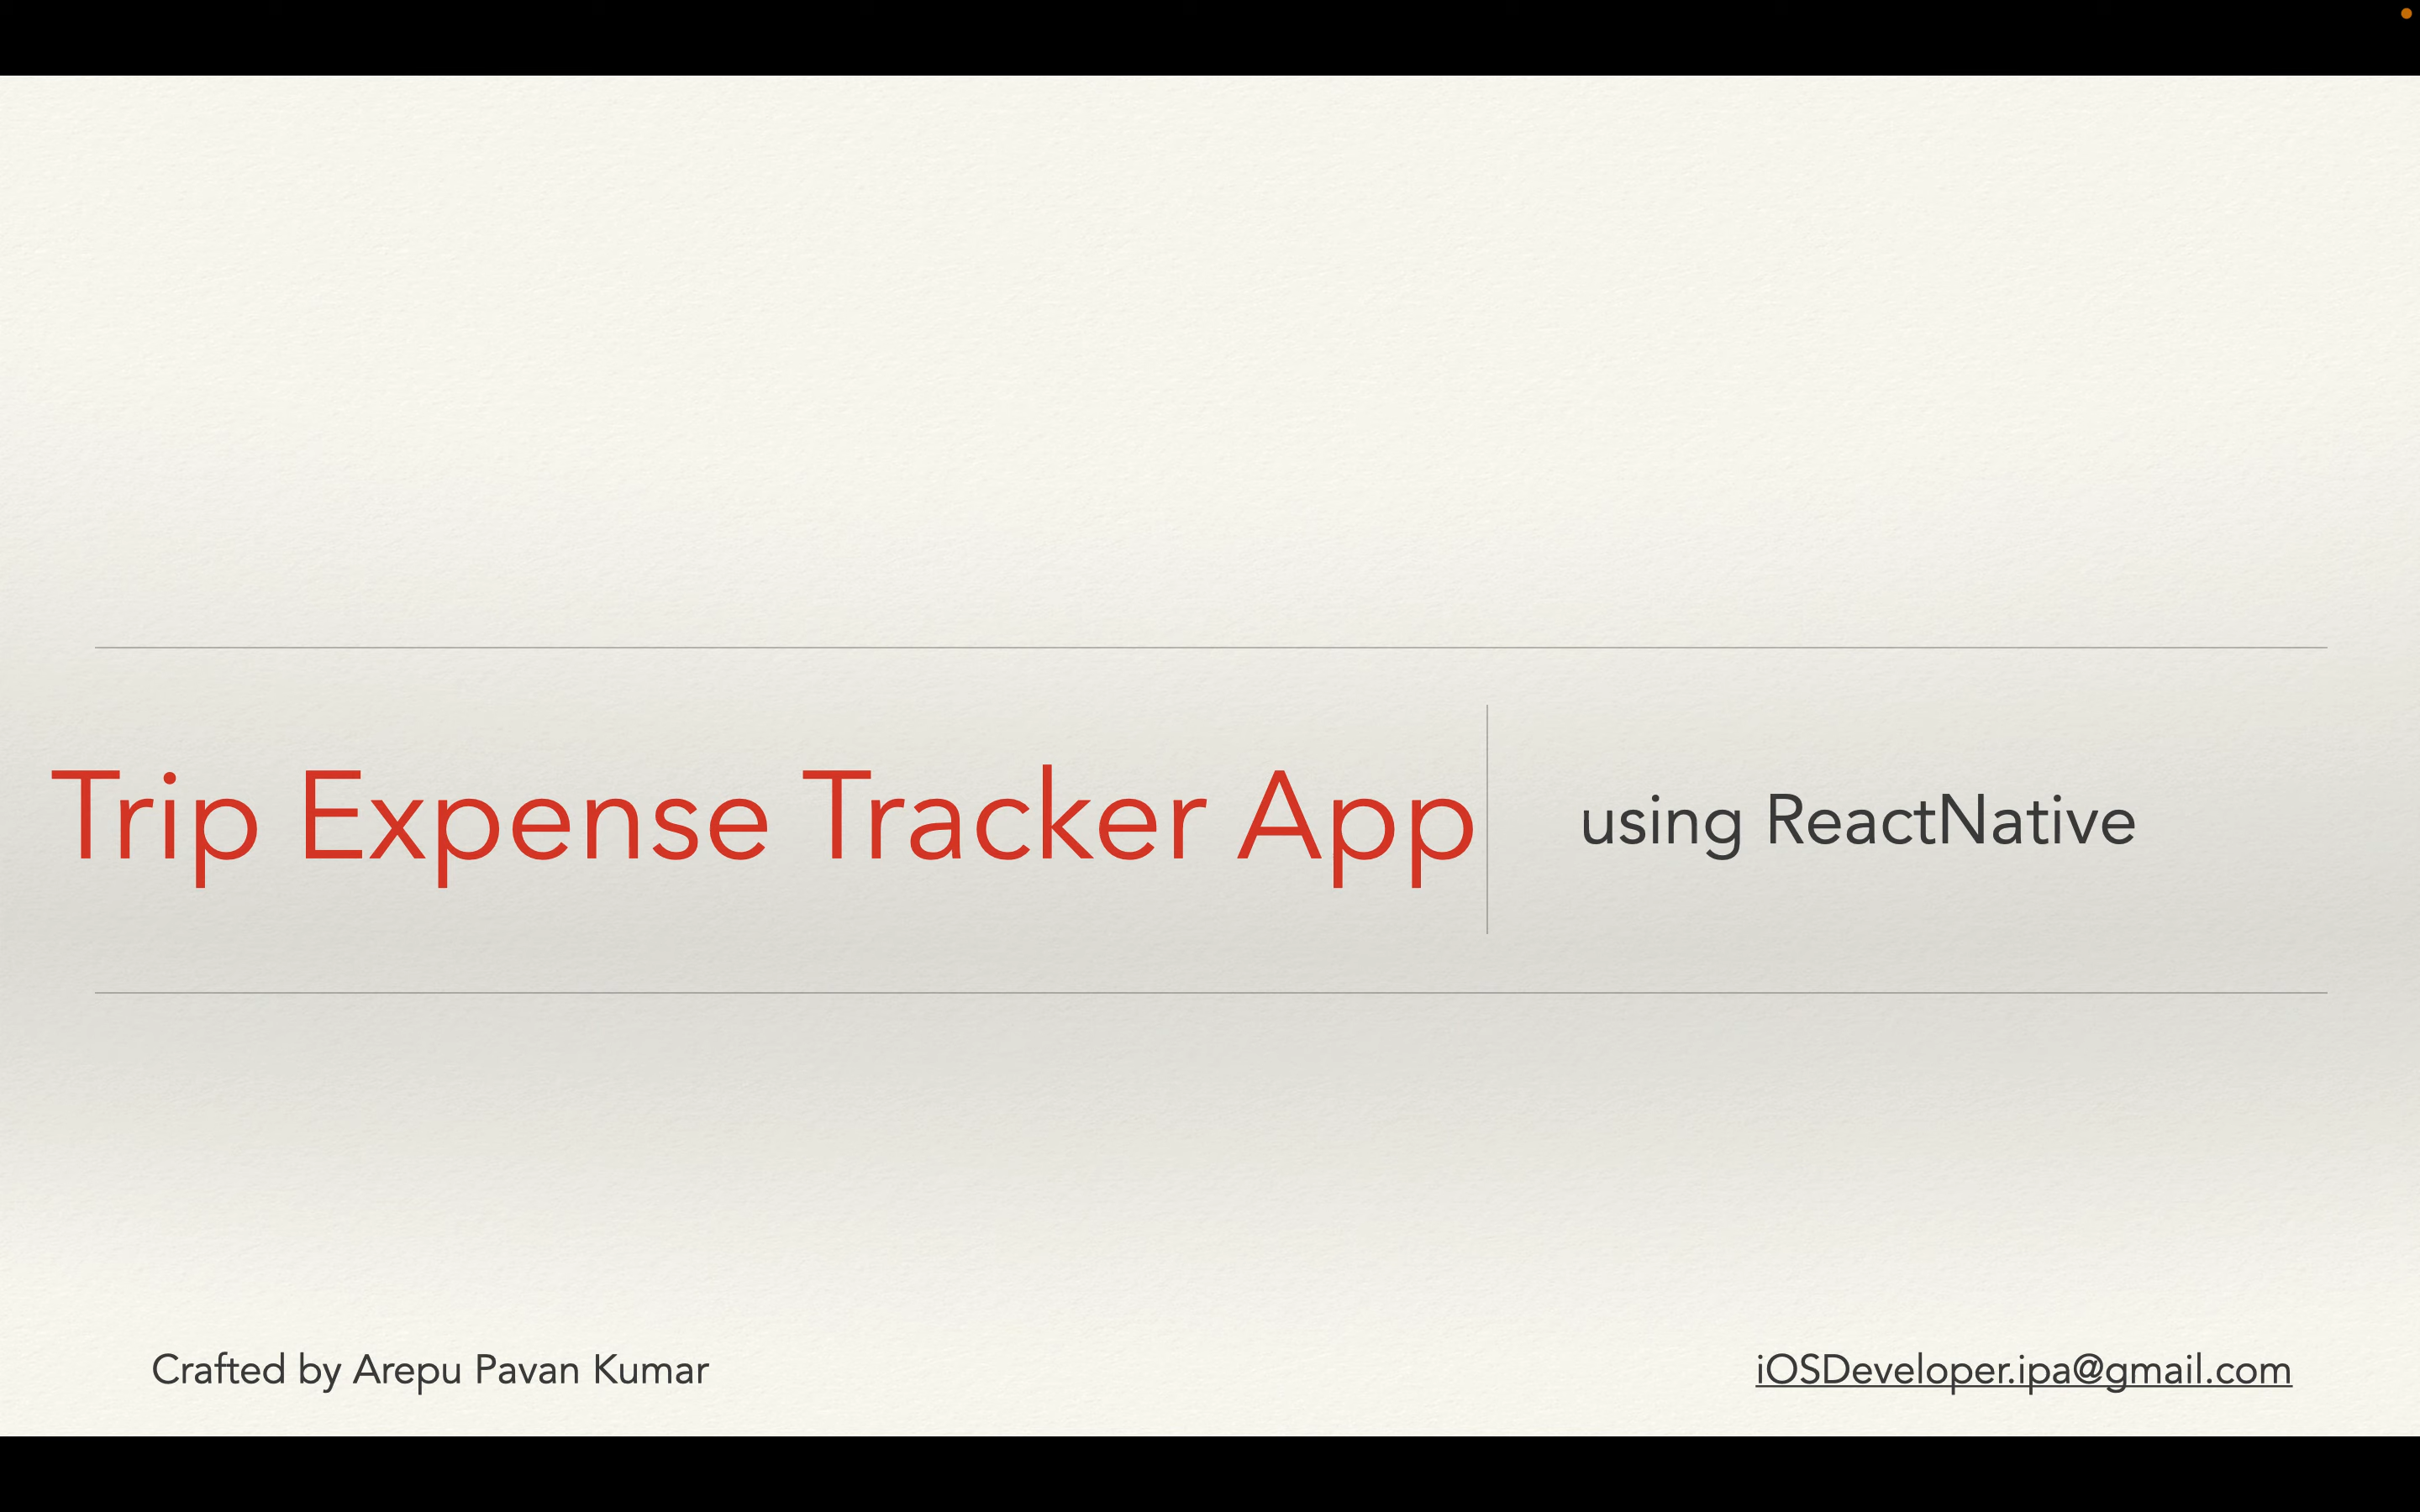 Trip Expense Tracker App
using ReactNative
Crafted by Arepu Pavan Kumar
iOSDeveloper.ipa@gmail.com